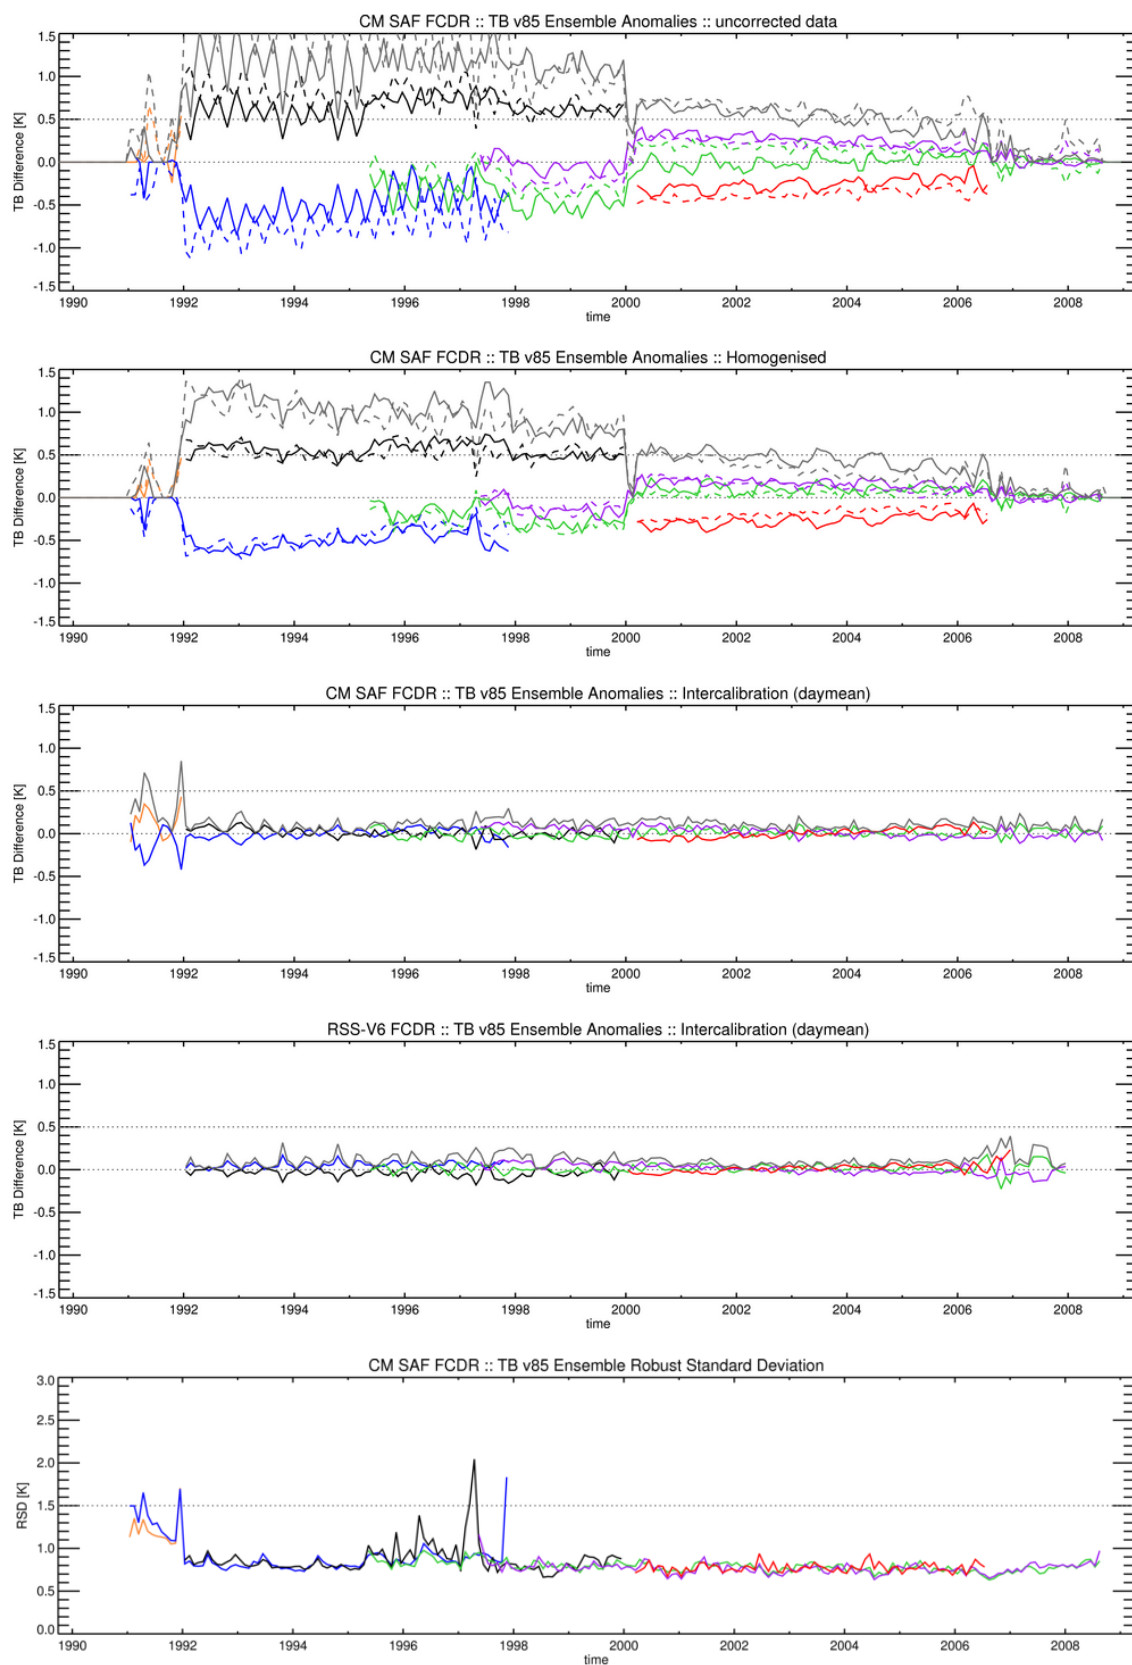 CM SAF FCDR :: TB v85 Ensemble Anomalies :: uncorrected data
1.5
1.0
0.5
0.0
-0.5
-1.0
-1.5
TB Difference [K]
1990 1992 1994 1996 1998 2000 2002 2004 2006 2008
time
CM SAF FCDR :: TB v85 Ensemble Anomalies :: Homogenised
1.5
1.0
0.5
0.0
-0.5
-1.0
-1.5
TB Difference [K]
1990 1992 1994 1996 1998 2000 2002 2004 2006 2008
time
CM SAF FCDR :: TB v85 Ensemble Anomalies :: Intercalibration (daymean)
1.5
1.0
0.5
0.0
-0.5
-1.0
-1.5
TB Difference [K]
1990 1992 1994 1996 1998 2000 2002 2004 2006 2008
time
RSS-V6 FCDR :: TB v85 Ensemble Anomalies :: Intercalibration (daymean)
1.5
1.0
0.5
0.0
-0.5
-1.0
-1.5
TB Difference [K]
1990 1992 1994 1996 1998 2000 2002 2004 2006 2008
time
CM SAF FCDR :: TB v85 Ensemble Robust Standard Deviation
3.0
2.5
2.0
1.5
1.0
0.5
0.0
RSD [K]
1990 1992 1994 1996 1998 2000 2002 2004 2006 2008
time